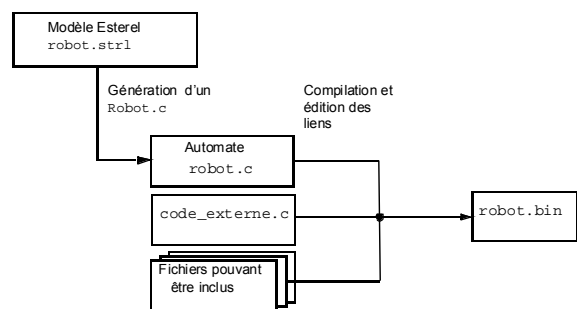 Modèle Esterel
robot.strl
Génération d'un
Robot.c
Compilation et
édition des
liens
Automate
robot.c
code_externe.c
robot.bin
Fichiers pouvant
être inclus